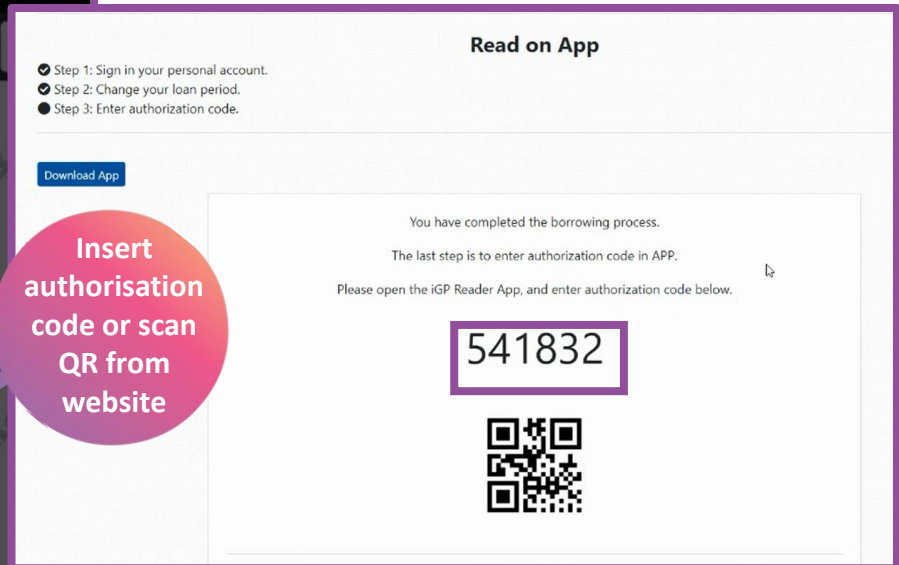 Read on App
Step 1: Sign in your personal account.
Step 2: Change your loan period.
Step 3: Enter authorization code.
Download App
You have completed the borrowing process.
The last step is to enter authorization code in APP.
Please open the iGP Reader App, and enter authorization code below.
541832
Insert
authorisation
code or scan
QR from
website